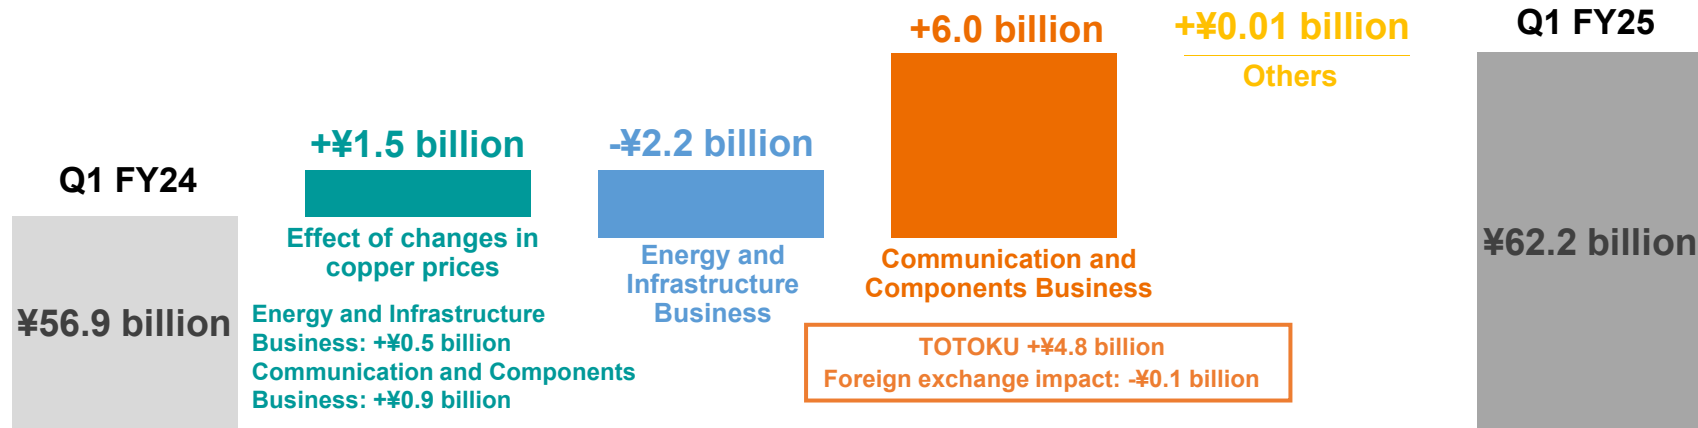 Q1 FY24
¥56.9 billion
+¥1.5 billion
Effect of changes in
copper prices
Energy and Infrastructure
Business: +¥0.5 billion
Communication and Components
Business: +¥0.9 billion
-¥2.2 billion
Energy and
Infrastructure
Business
+6.0 billion
Communication and
Components Business
TOTOKU +¥4.8 billion
Foreign exchange impact: -¥0.1 billion
+¥0.01 billion
Others
Q1 FY25
¥62.2 billion